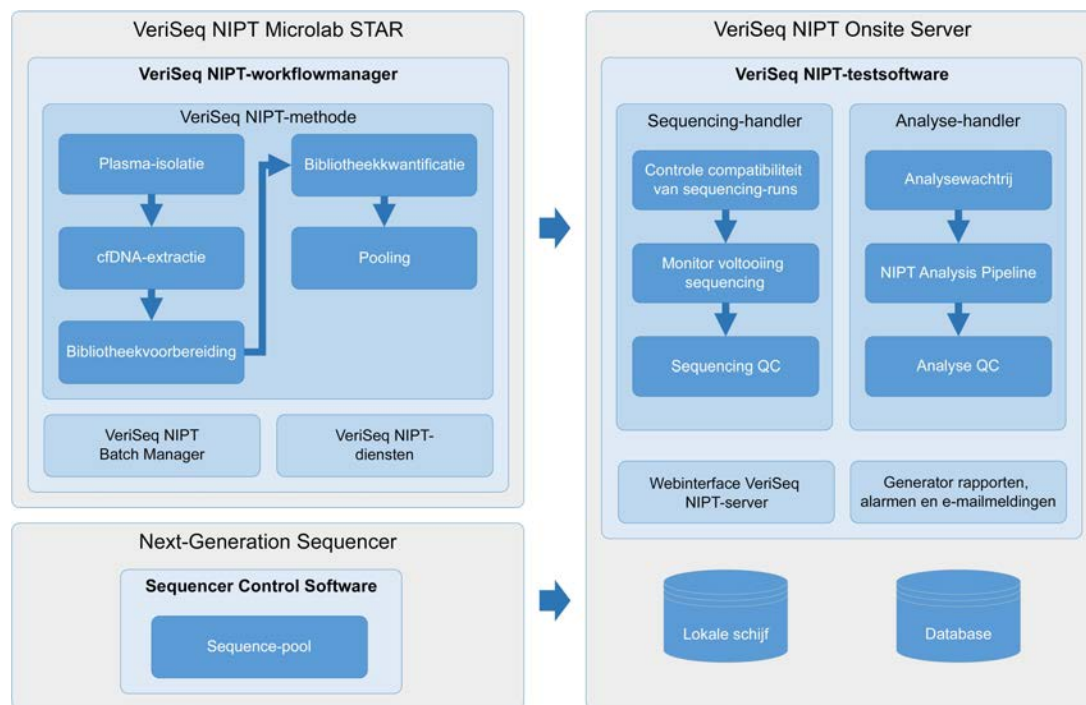 VeriSeq NIPT Microlab STAR
VeriSeq NIPT-workflowmanager
VeriSeq NIPT-methode
Plasma-isolatie
cfDNA-extractie
Bibliotheekvoorbereiding
Bibliotheekkwantificatie
Pooling
VeriSeq NIPT
Batch Manager
VeriSeq NIPT-
diensten
Next-Generation Sequencer
Sequencer Control Software
Sequence-pool
VeriSeq NIPT Onsite Server
VeriSeq NIPT-testsoftware
Sequencing-handler
Controle compatibiliteit
van sequencing-runs
Monitor voltooiing
sequencing
Sequencing QC
Analyse-handler
Analysewachtrij
NIPT Analysis Pipeline
Analyse QC
Webinterface VeriSeq
NIPT-server
Generator rapporten,
alarmen en e-mailmeldingen
Lokale schijf
Database